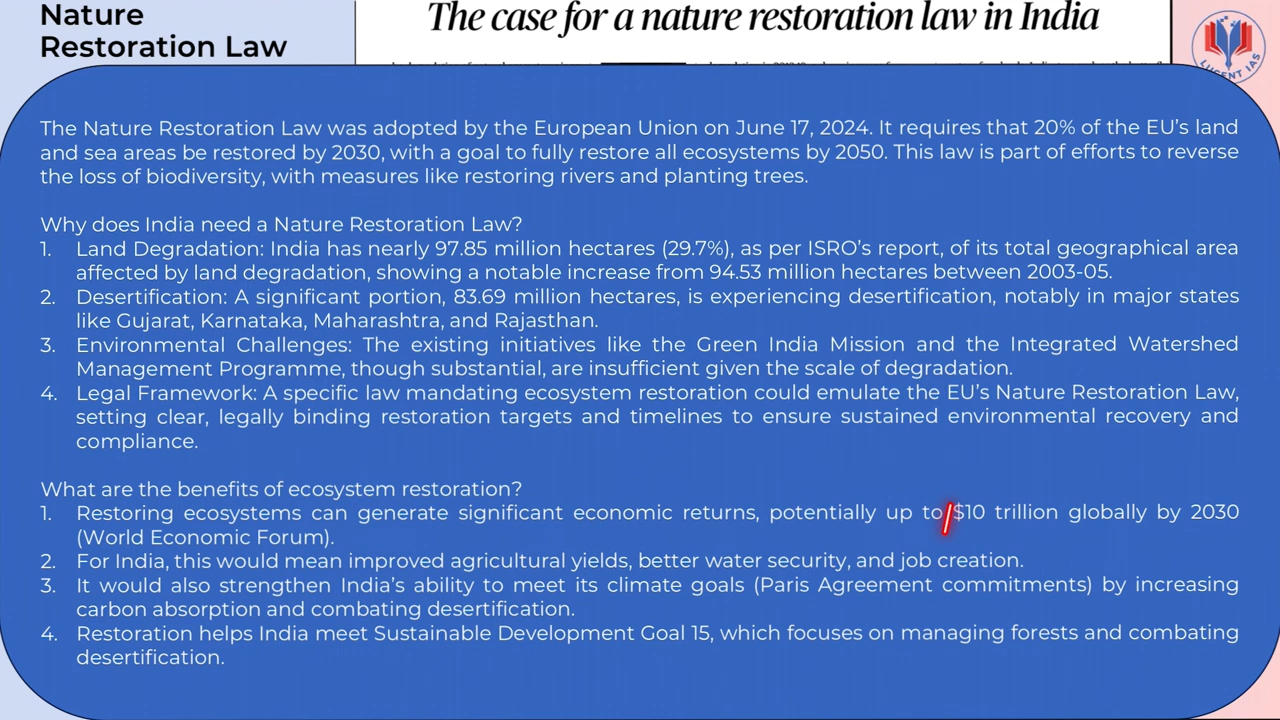 Nature
Restoration Law
The case for a nature restoration law in India
LUCENT IAS
The Nature Restoration Law was adopted by the European Union on June 17, 2024. It requires that 20% of the EU's land
and sea areas be restored by 2030, with a goal to fully restore all ecosystems by 2050. This law is part of efforts to reverse
the loss of biodiversity, with measures like restoring rivers and planting trees.
Why does India need a Nature Restoration Law?
1. Land Degradation: India has nearly 97.85 million hectares (29.7%), as per ISRO's report, of its total geographical area
affected by land degradation, showing a notable increase from 94.53 million hectares between 2003-05.
2. Desertification: A significant portion, 83.69 million hectares, is experiencing desertification, notably in major states
like Gujarat, Karnataka, Maharashtra, and Rajasthan.
3. Environmental Challenges: The existing initiatives like the Green India Mission and the Integrated Watershed
Management Programme, though substantial, are insufficient given the scale of degradation.
4. Legal Framework: A specific law mandating ecosystem restoration could emulate the EU's Nature Restoration Law,
setting clear, legally binding restoration targets and timelines to ensure sustained environmental recovery and
compliance.
What are the benefits of ecosystem restoration?
1. Restoring ecosystems can generate significant economic returns, potentially up to $10 trillion globally by 2030
(World Economic Forum).
2. For India, this would mean improved agricultural yields, better water security, and job creation.
3. It would also strengthen India's ability to meet its climate goals (Paris Agreement commitments) by increasing
carbon absorption and combating desertification.
4. Restoration helps India meet Sustainable Development Goal 15, which focuses on managing forests and combating
desertification.